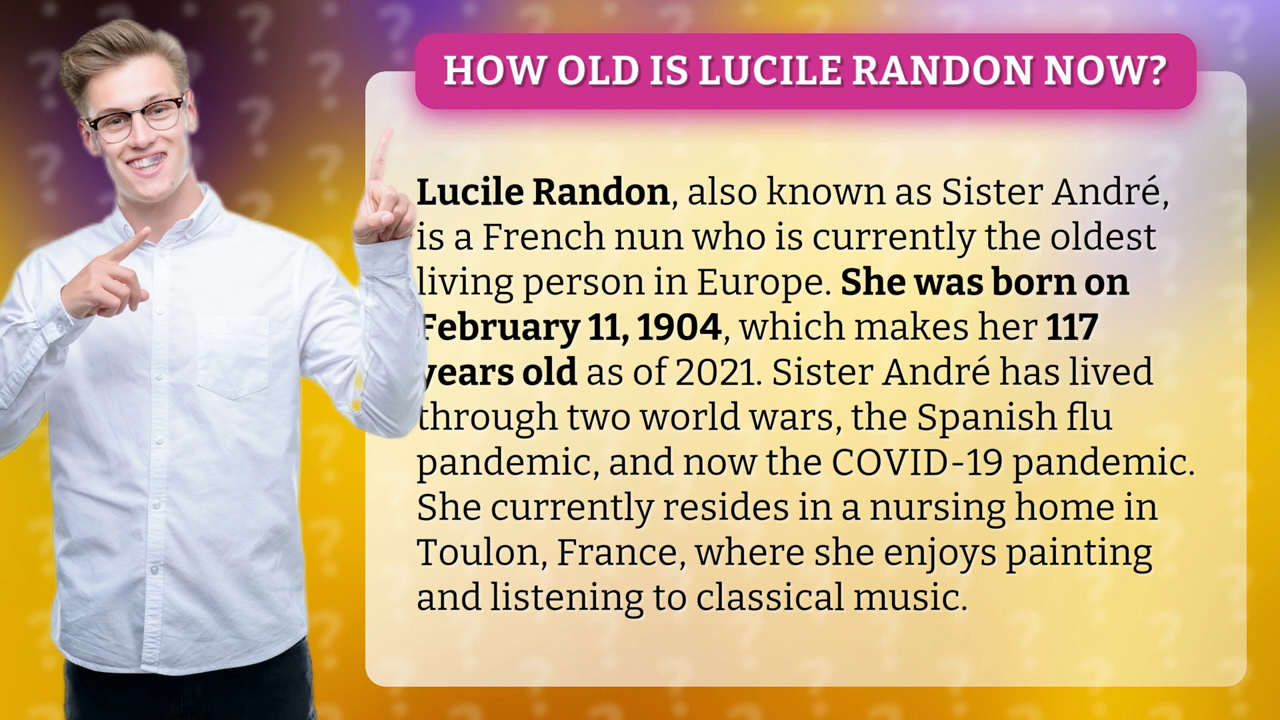 HOW OLD IS LUCILE RANDON NOW?
Lucile Randon, also known as Sister André,
is a French nun who is currently the oldest
living person in Europe. She was born on
February 11, 1904, which makes her 117
years old as of 2021. Sister André has lived
through two world wars, the Spanish flu
pandemic, and now the COVID-19 pandemic.
She currently resides in a nursing home in
Toulon, France, where she enjoys painting
and listening to classical music.